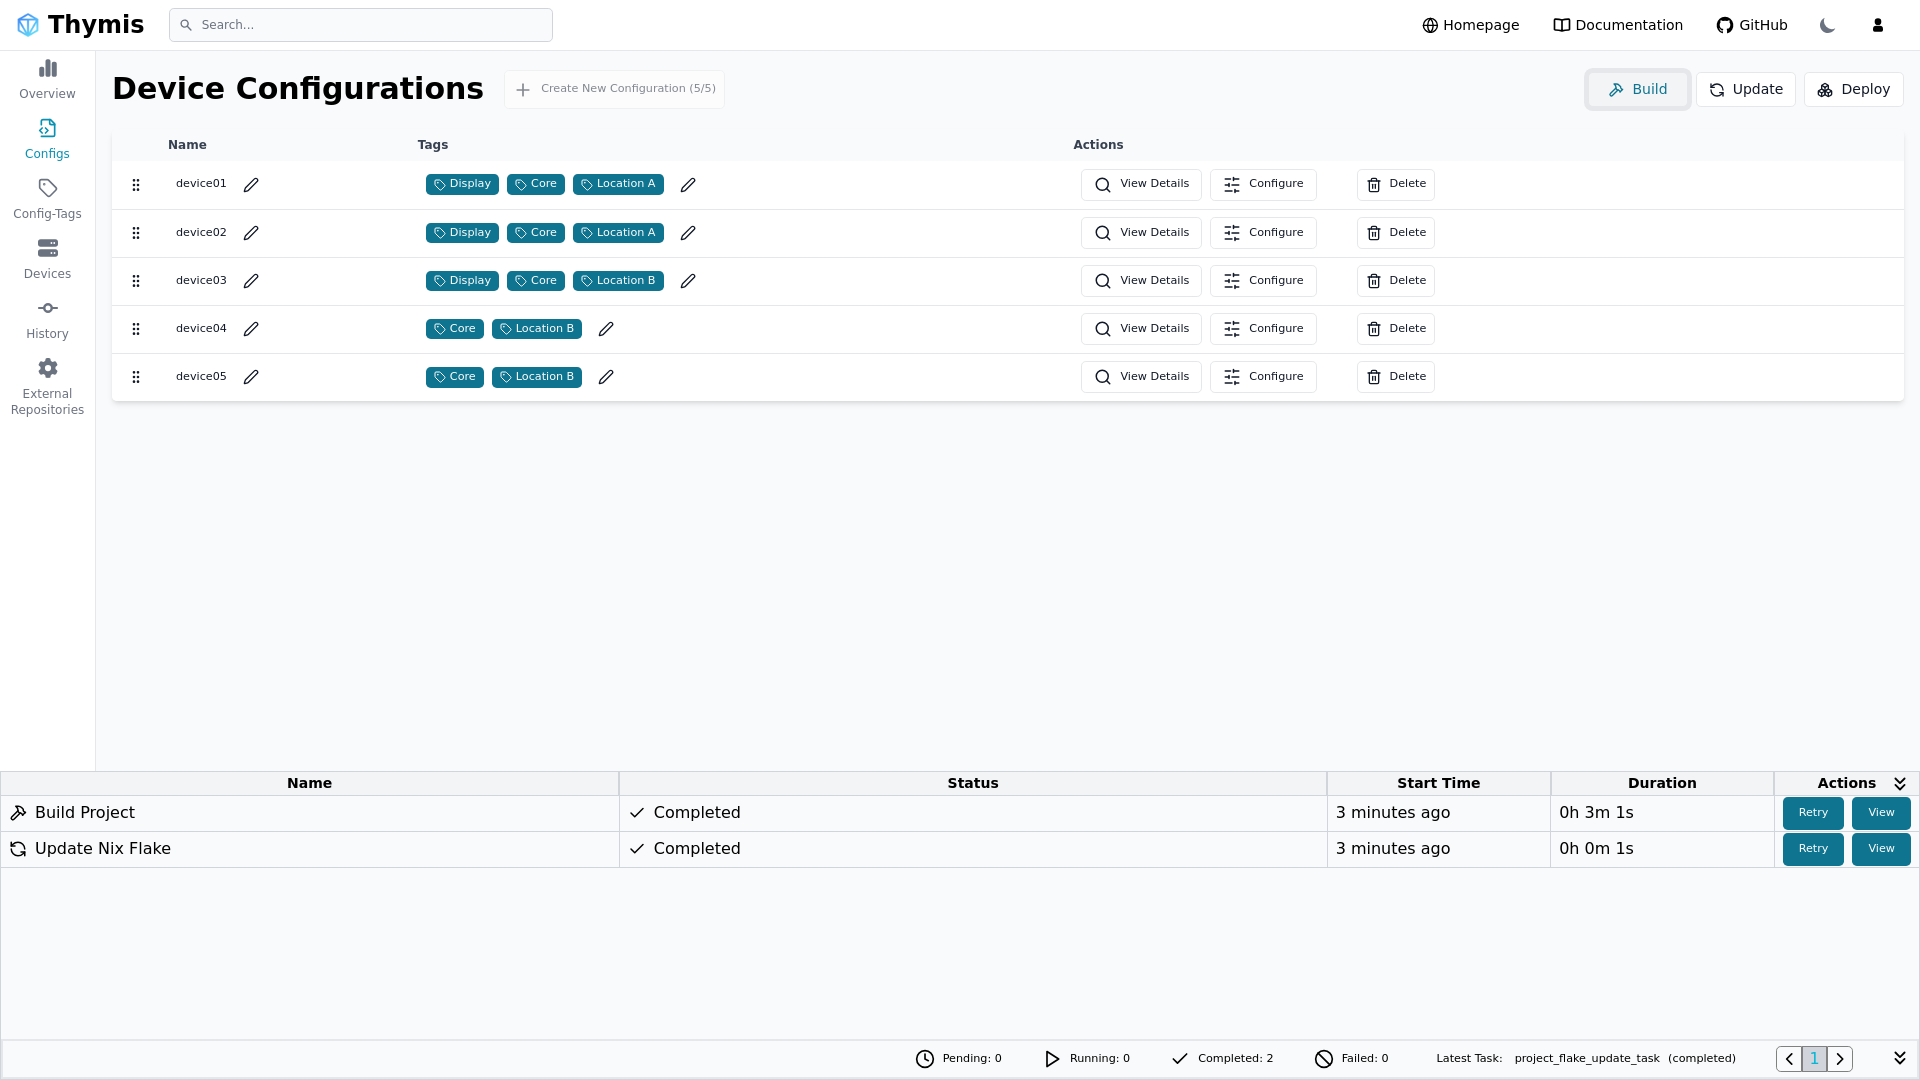 Thymis
Search...
Homepage
Documentation
GitHub
Overview
Configs
Config-Tags
Devices
History
External
Repositories
Device Configurations
Create New Configuration (5/5)
Build
Update
Deploy
Name Tags Actions
device01 Display Core Location A View Details Configure Delete
device02 Display Core Location A View Details Configure Delete
device03 Display Core Location B View Details Configure Delete
device04 Core Location B View Details Configure Delete
device05 Core Location B View Details Configure Delete
Name Status Start Time Duration Actions
Build Project Completed 3 minutes ago 0h 3m 1s Retry View
Update Nix Flake Completed 3 minutes ago 0h 0m 1s Retry View
Pending: 0 Running: 0 Completed: 2 Failed: 0 Latest Task: project_flake_update_task (completed) 1